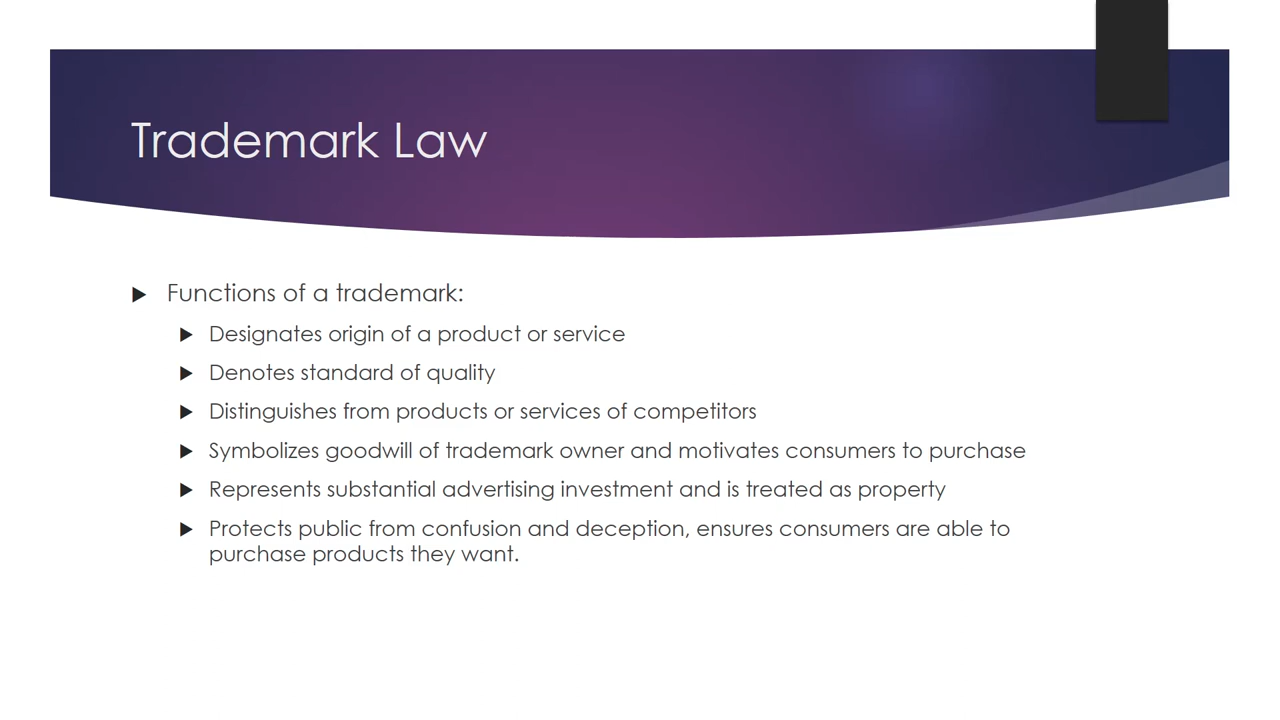 Trademark Law
Functions of a trademark:
Designates origin of a product or service
Denotes standard of quality
Distinguishes from products or services of competitors
Symbolizes goodwill of trademark owner and motivates consumers to purchase
Represents substantial advertising investment and is treated as property
Protects public from confusion and deception, ensures consumers are able to
purchase products they want.